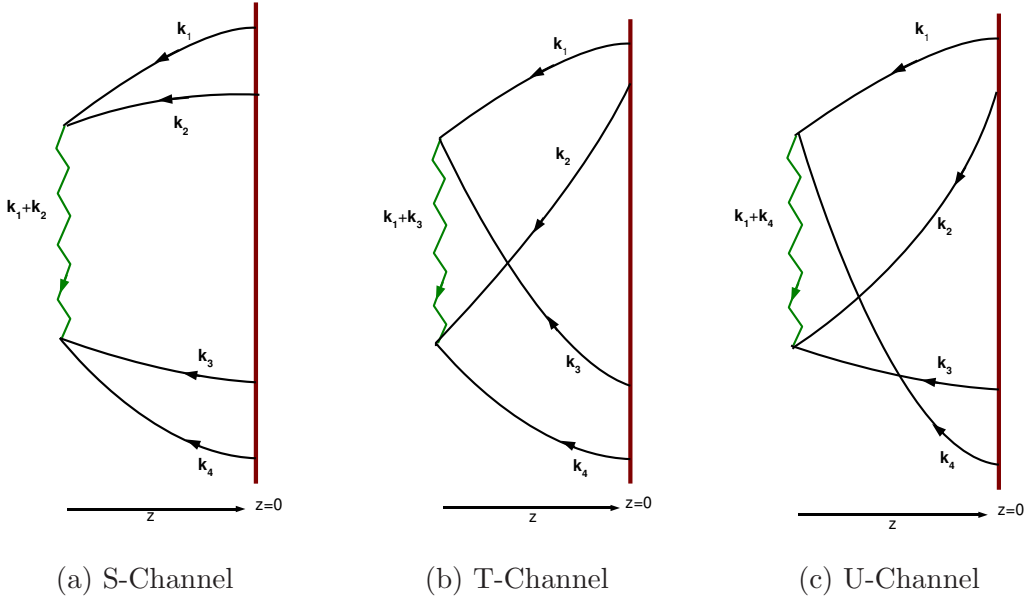 k₁
k₂
k₁+k₂
k₃
k₄
z
z=0
(a) S-Channel
k₁
k₂
k₁+k₃
k₃
k₄
z
z=0
(b) T-Channel
k₁
k₂
k₁+k₄
k₃
k₄
z
z=0
(c) U-Channel